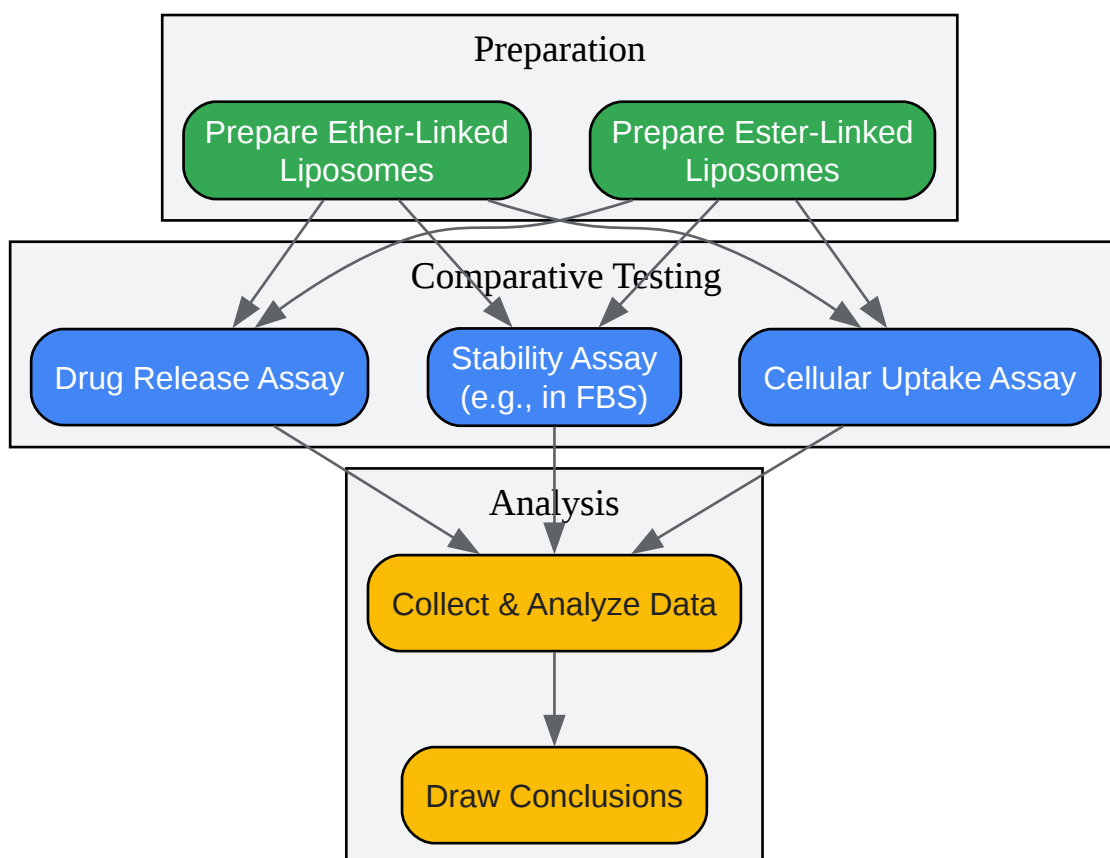 Preparation
Prepare Ether-Linked
Liposomes
Prepare Ester-Linked
Liposomes
Comparative Testing
Drug Release Assay
Stability Assay
(e.g., in FBS)
Cellular Uptake Assay
Analysis
Collect & Analyze Data
Draw Conclusions